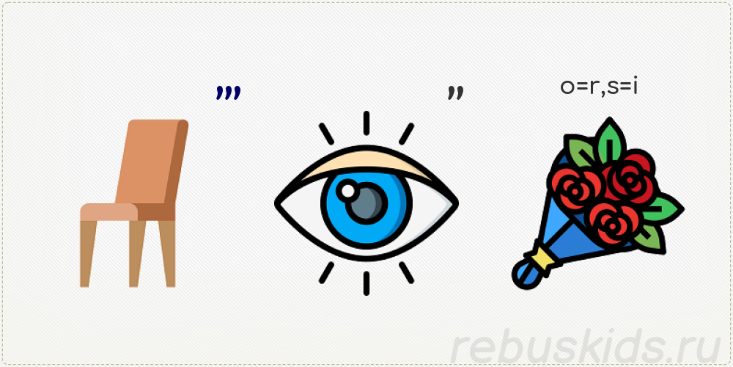 ,,, ,, o=r,s=i
rebuskids.ru